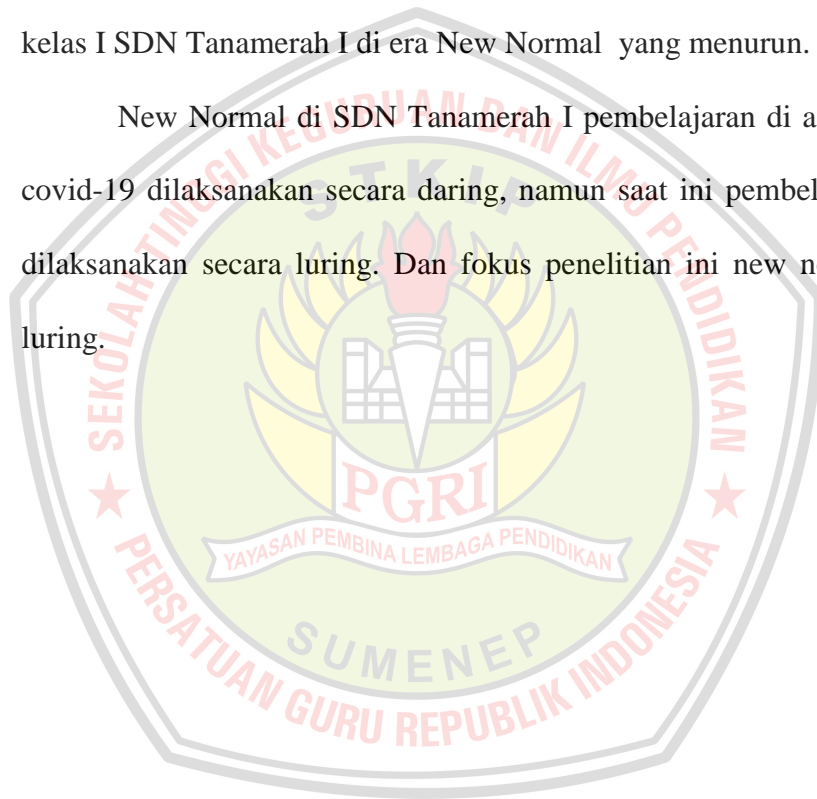 kelas I SDN Tanamerah I di era New Normal yang menurun.
New Normal di SDN Tanamerah I pembelajaran di a
covid-19 dilaksanakan secara daring, namun saat ini pembel
dilaksanakan secara luring. Dan fokus penelitian ini new n
luring.
SEKOLAH TINGGI KEGURUAN DAN ILMU PENDIDIKAN
STKIP
PGRI
YAYASAN PEMBINA LEMBAGA PENDIDIKAN
SUMENEP
★ PERSATUAN GURU REPUBLIK INDONESIA ★